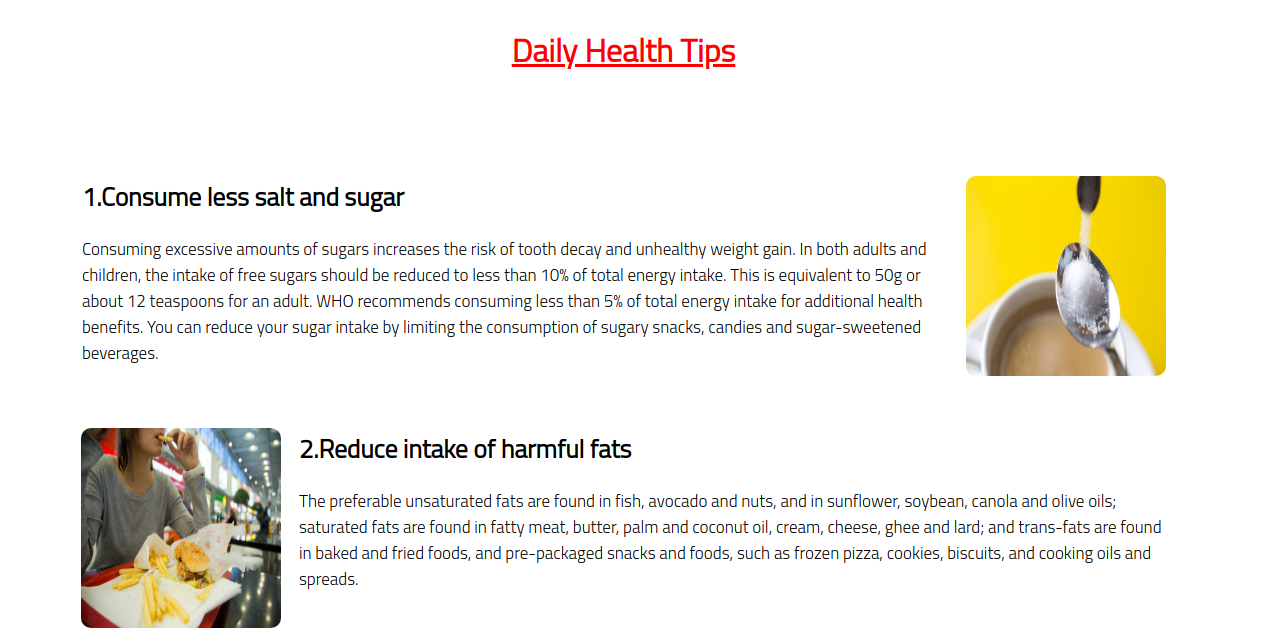 Daily Health Tips
1.Consume less salt and sugar
Consuming excessive amounts of sugars increases the risk of tooth decay and unhealthy weight gain. In both adults and
children, the intake of free sugars should be reduced to less than 10% of total energy intake. This is equivalent to 50g or
about 12 teaspoons for an adult. WHO recommends consuming less than 5% of total energy intake for additional health
benefits. You can reduce your sugar intake by limiting the consumption of sugary snacks, candies and sugar-sweetened
beverages.
2.Reduce intake of harmful fats
The preferable unsaturated fats are found in fish, avocado and nuts, and in sunflower, soybean, canola and olive oils;
saturated fats are found in fatty meat, butter, palm and coconut oil, cream, cheese, ghee and lard; and trans-fats are found
in baked and fried foods, and pre-packaged snacks and foods, such as frozen pizza, cookies, biscuits, and cooking oils and
spreads.